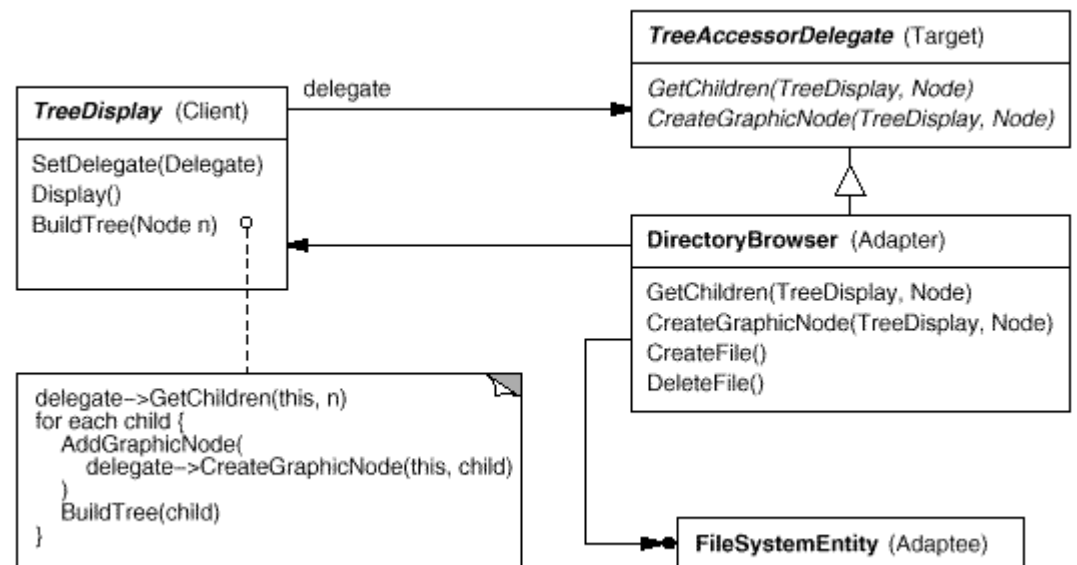 TreeAccessorDelegate (Target)
GetChildren(TreeDisplay, Node)
CreateGraphicNode(TreeDisplay, Node)
delegate
TreeDisplay (Client)
SetDelegate(Delegate)
Display()
BuildTree(Node n)
DirectoryBrowser (Adapter)
GetChildren(TreeDisplay, Node)
CreateGraphicNode(TreeDisplay, Node)
CreateFile()
DeleteFile()
delegate–>GetChildren(this, n)
for each child {
AddGraphicNode(
delegate–>CreateGraphicNode(this, child)
)
BuildTree(child)
}
FileSystemEntity (Adaptee)